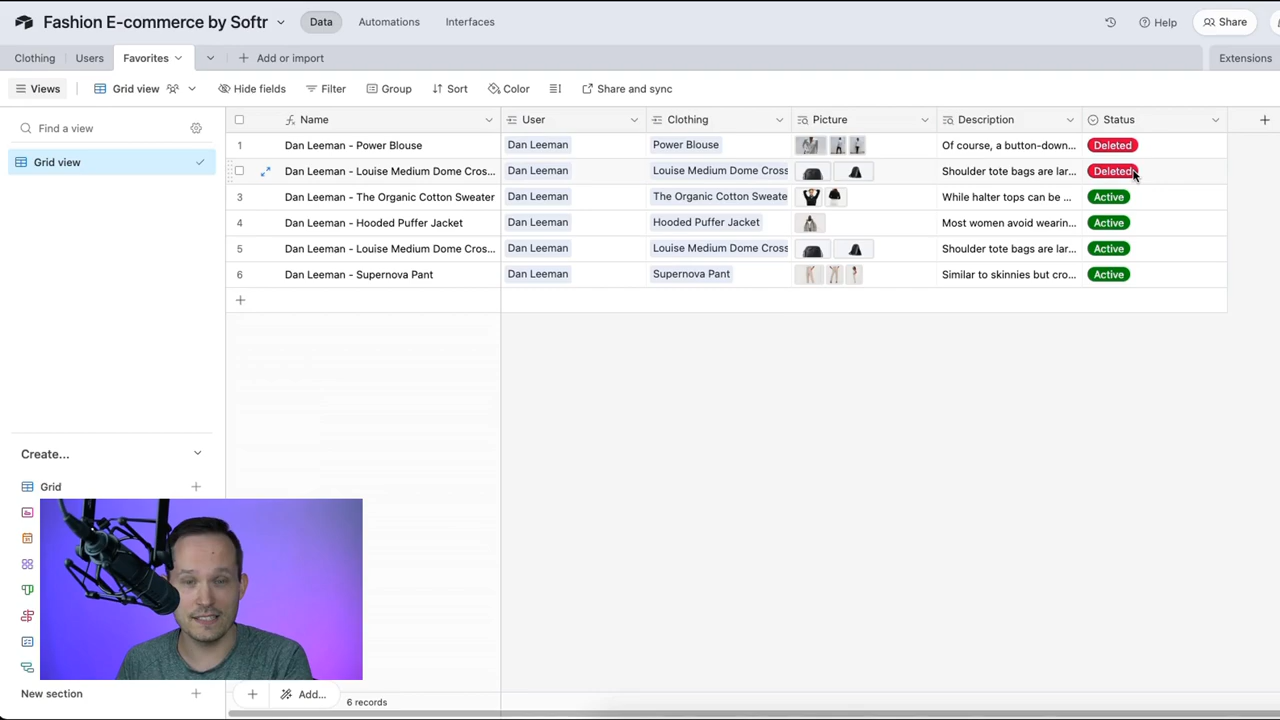 Fashion E-commerce by Softr Data Automations Interfaces Help Share
Clothing Users Favorites Add or import Extensions
Views Grid view Hide fields Filter Group Sort Color Share and sync
Find a view
Grid view
Create...
Grid
New section
Name User Clothing Picture Description Status
1 Dan Leeman - Power Blouse Dan Leeman Power Blouse Of course, a button-down... Deleted
Dan Leeman - Louise Medium Dome Cros... Dan Leeman Louise Medium Dome Cross Shoulder tote bags are lar... Deleted
3 Dan Leeman - The Organic Cotton Sweater Dan Leeman The Organic Cotton Sweate While halter tops can be ... Active
4 Dan Leeman - Hooded Puffer Jacket Dan Leeman Hooded Puffer Jacket Most women avoid wearin... Active
5 Dan Leeman - Louise Medium Dome Cros... Dan Leeman Louise Medium Dome Cross Shoulder tote bags are lar... Active
6 Dan Leeman - Supernova Pant Dan Leeman Supernova Pant Similar to skinnies but cro... Active
Add...
6 records